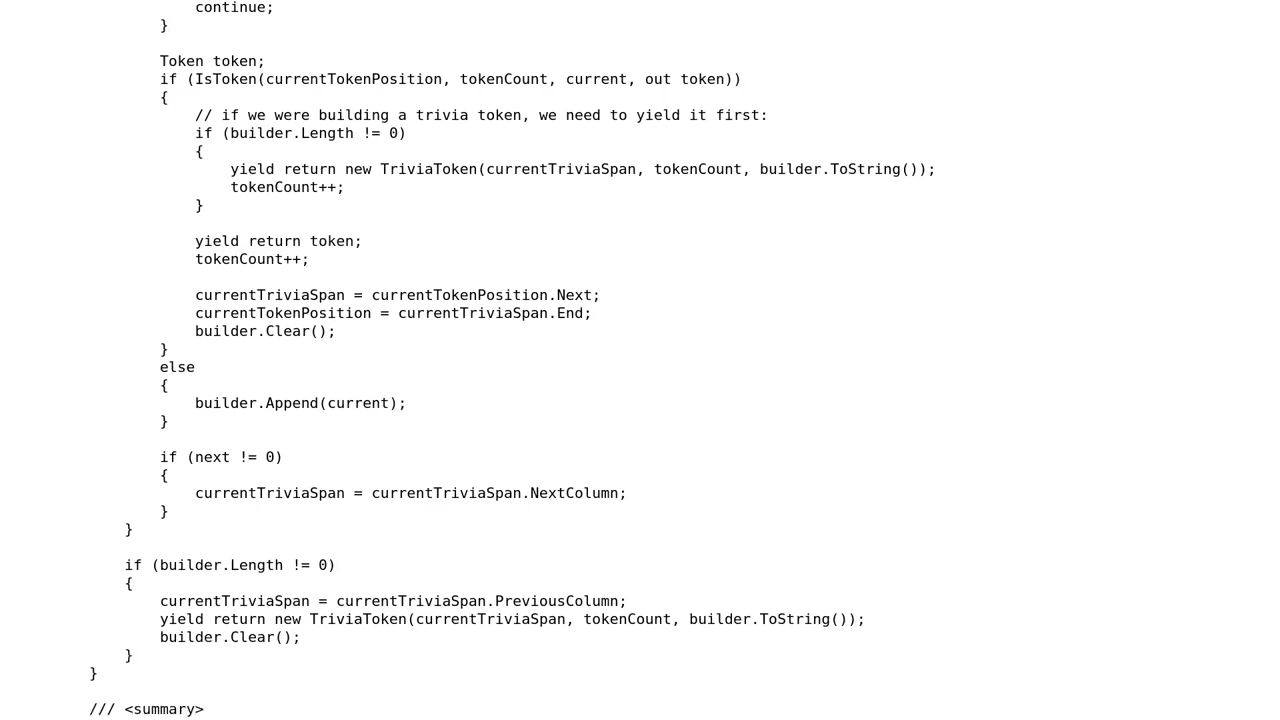 continue;
}
Token token;
if (IsToken(currentTokenPosition, tokenCount, current, out token))
{
// if we were building a trivia token, we need to yield it first:
if (builder.Length != 0)
{
yield return new TriviaToken(currentTriviaSpan, tokenCount, builder.ToString());
tokenCount++;
}
yield return token;
tokenCount++;
currentTriviaSpan = currentTokenPosition.Next;
currentTokenPosition = currentTriviaSpan.End;
builder.Clear();
}
else
{
builder.Append(current);
}
if (next != 0)
{
currentTriviaSpan = currentTriviaSpan.NextColumn;
}
}
if (builder.Length != 0)
{
currentTriviaSpan = currentTriviaSpan.PreviousColumn;
yield return new TriviaToken(currentTriviaSpan, tokenCount, builder.ToString());
builder.Clear();
}
}
/// <summary>